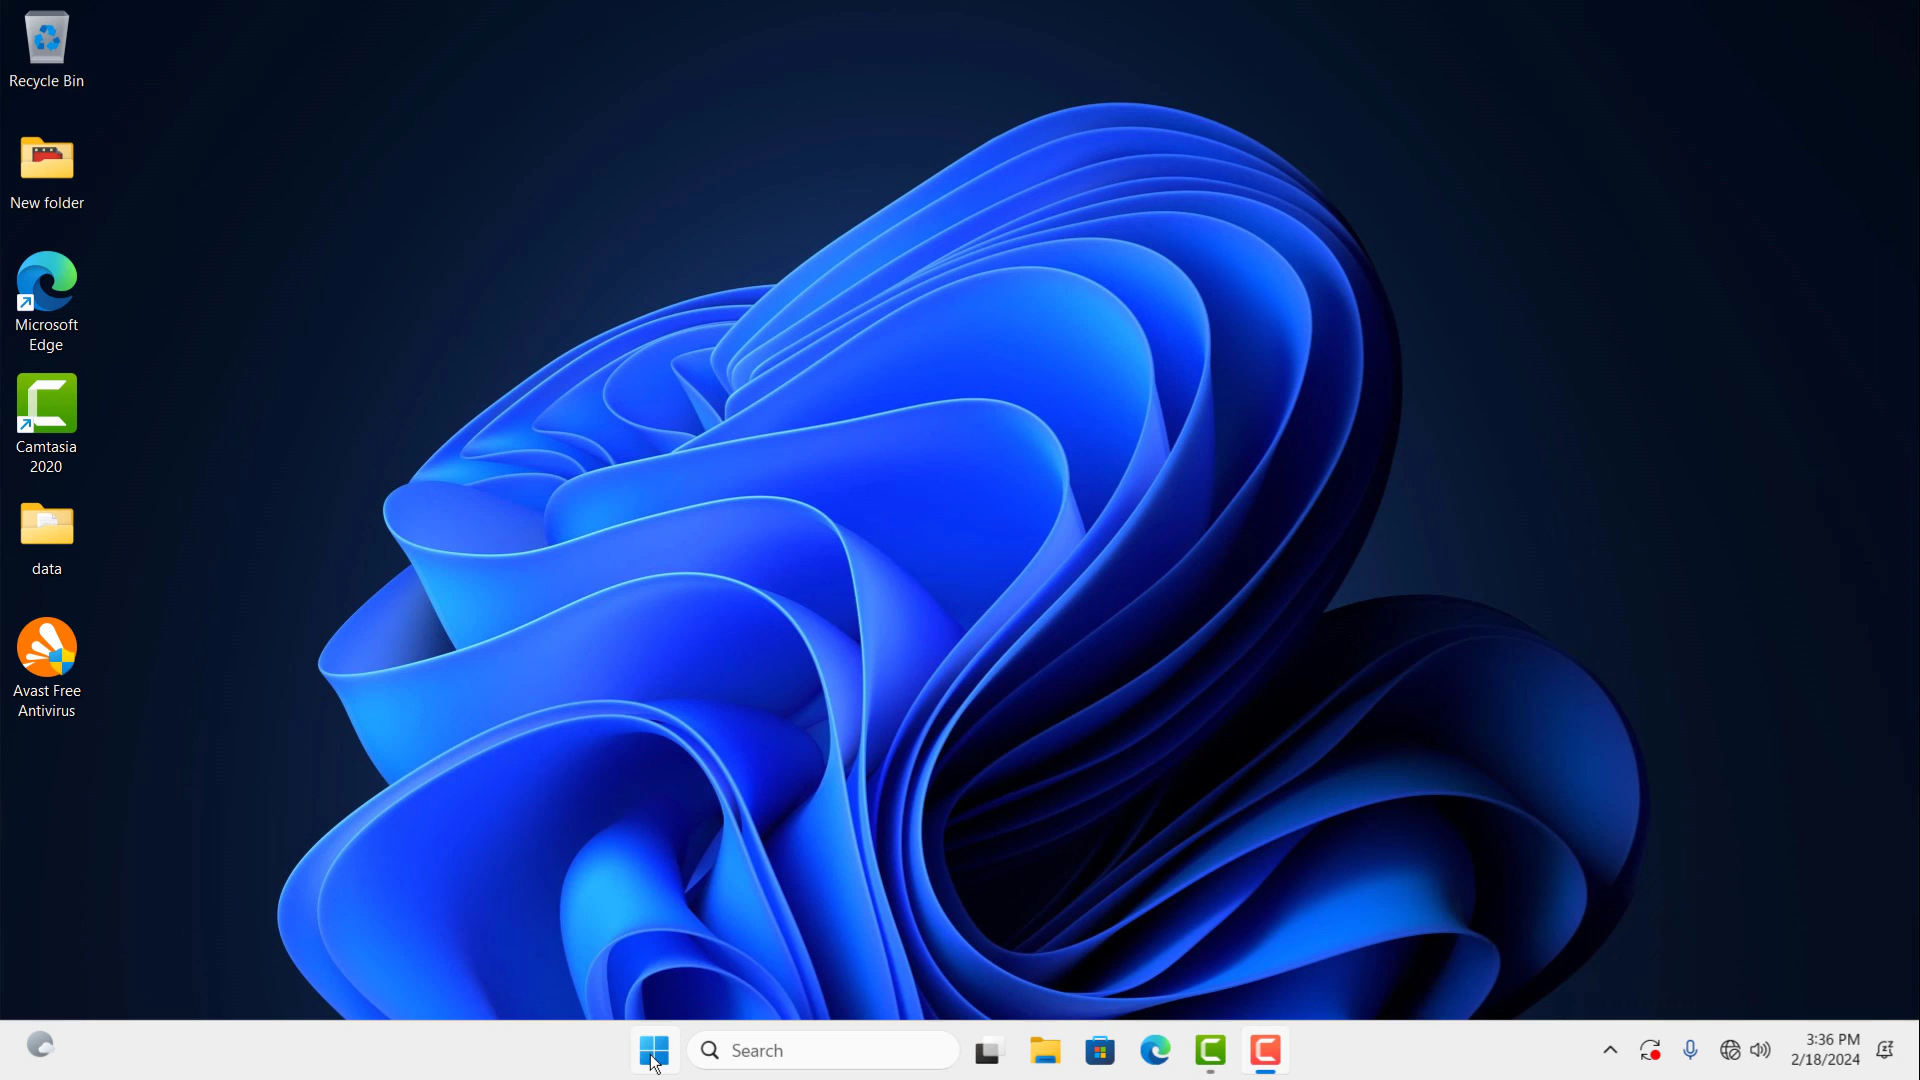 Recycle Bin
New folder
Microsoft
Edge
Camtasia
2020
data
Avast Free
Antivirus
Search
3:36 PM
2/18/2024